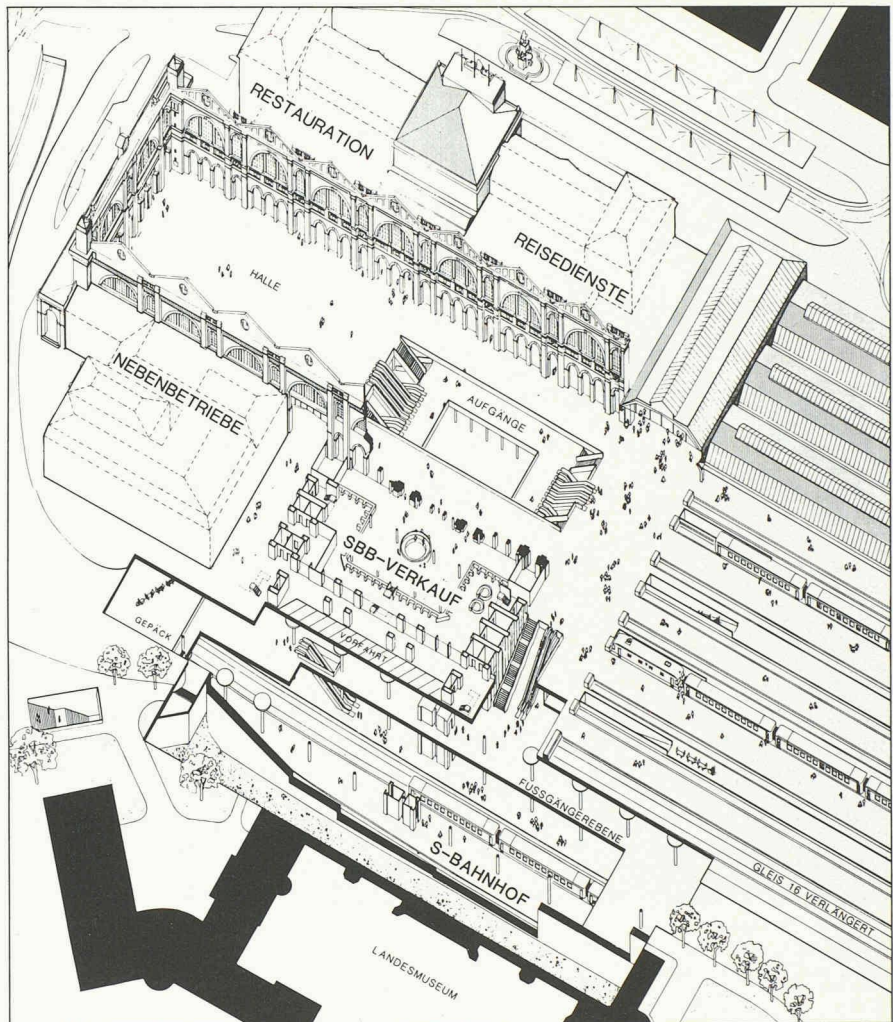 RESTAURATION
REISEDIENSTE
HALLE
NEBENBETRIEBE
AUFGÄNGE
SBB-VERKAUF
GEPÄCK
VORFAHRT
FUSSGÄNGEREBENE
S-BAHNHOF
GLEIS 16 VERLÄNGERT
LANDESMUSEUM